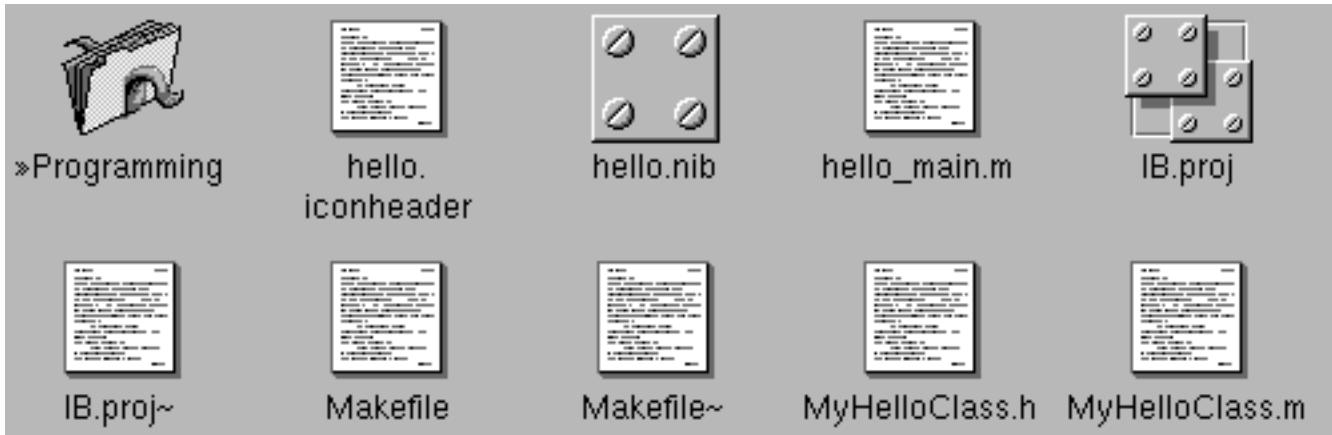 »Programming
hello.
iconheader
hello.nib
hello_main.m
IB.proj
IB.proj~
Makefile
Makefile~
MyHelloClass.h
MyHelloClass.m